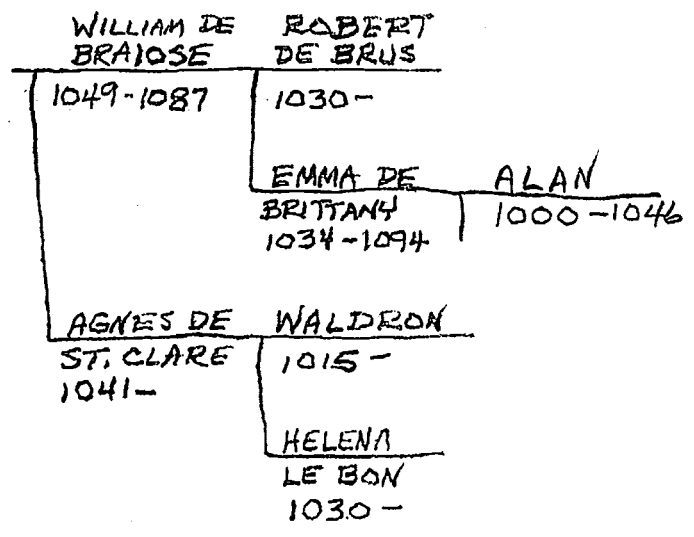 WILLIAM DE
BRAIOSE
1049-1087
ROBERT
DE BRUS
1030-
EMMA DE
BRITTANY
1034-1094
ALAN
1000-1046
AGNES DE
ST. CLARE
1041-
WALDRON
1015-
HELENA
LE BON
1030-